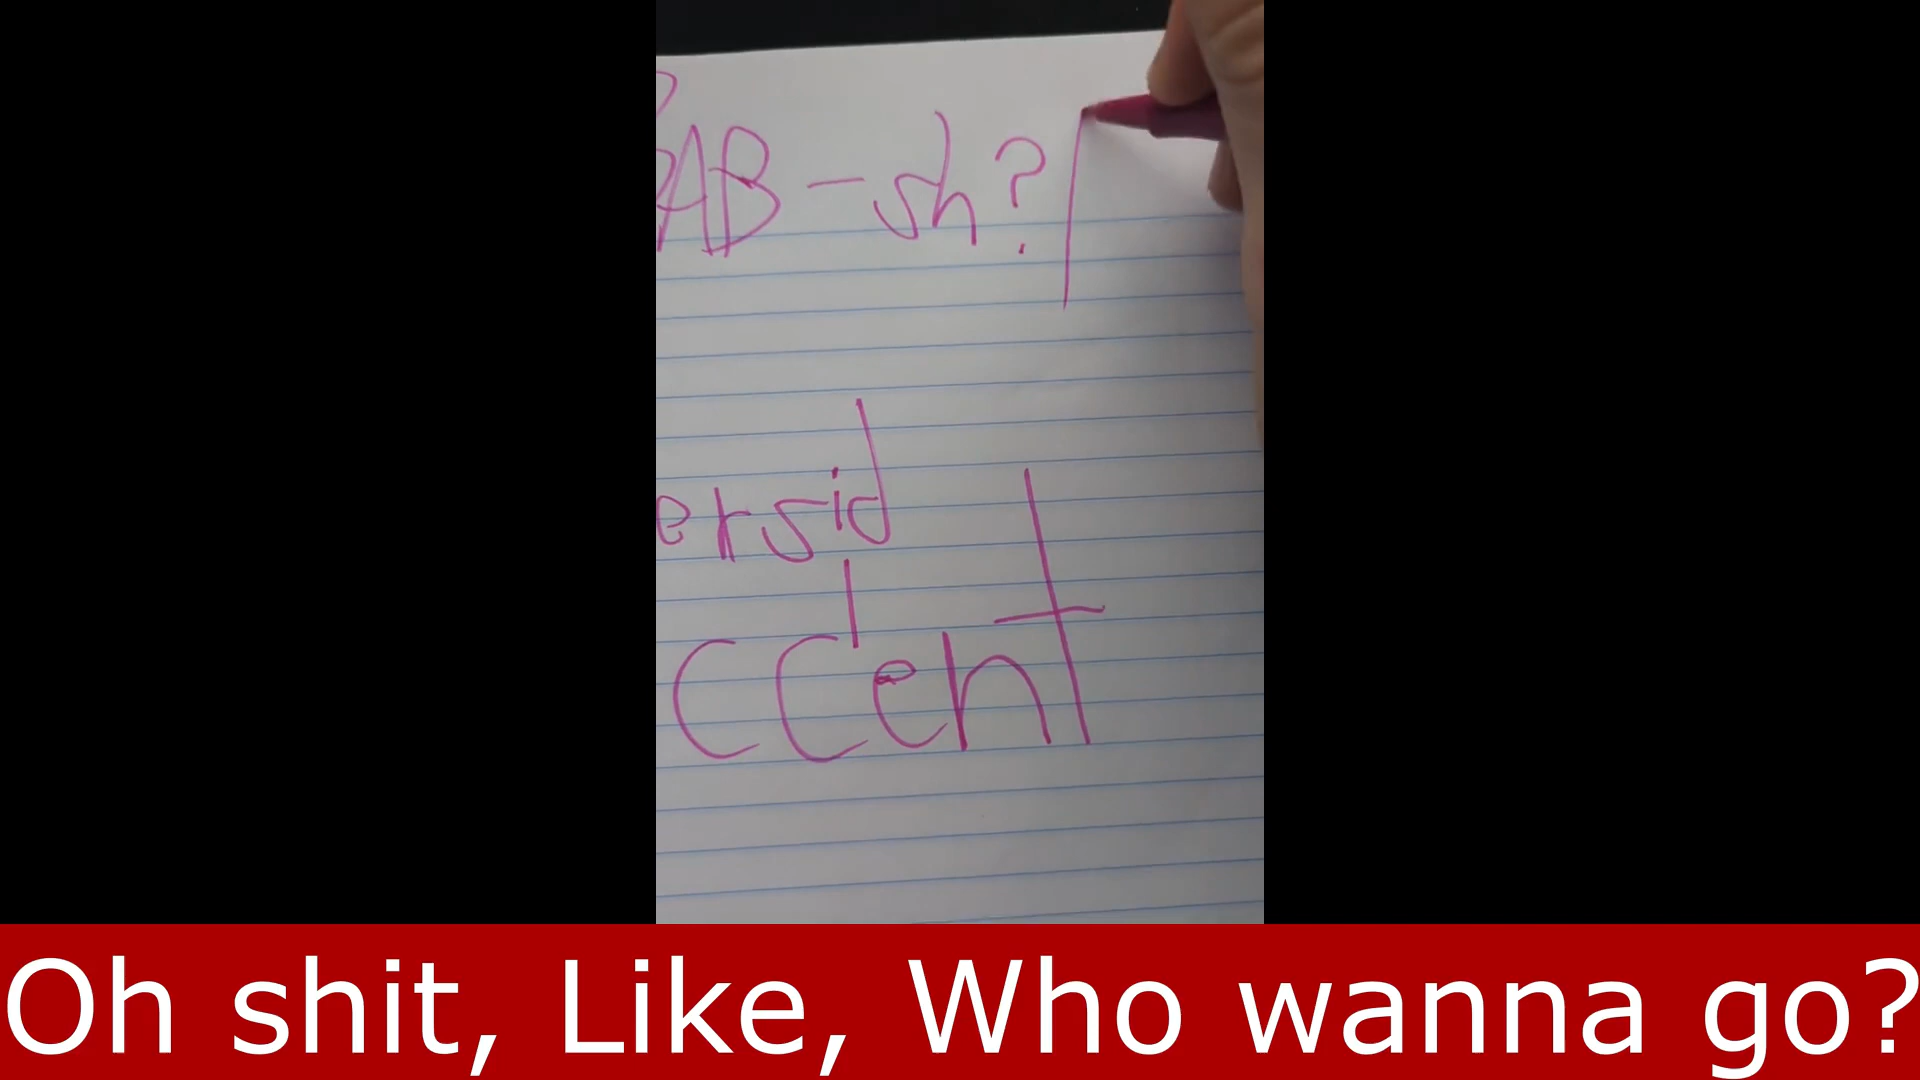 AB-sh?
ersid
ccent
Oh shit, Like, Who wanna go?